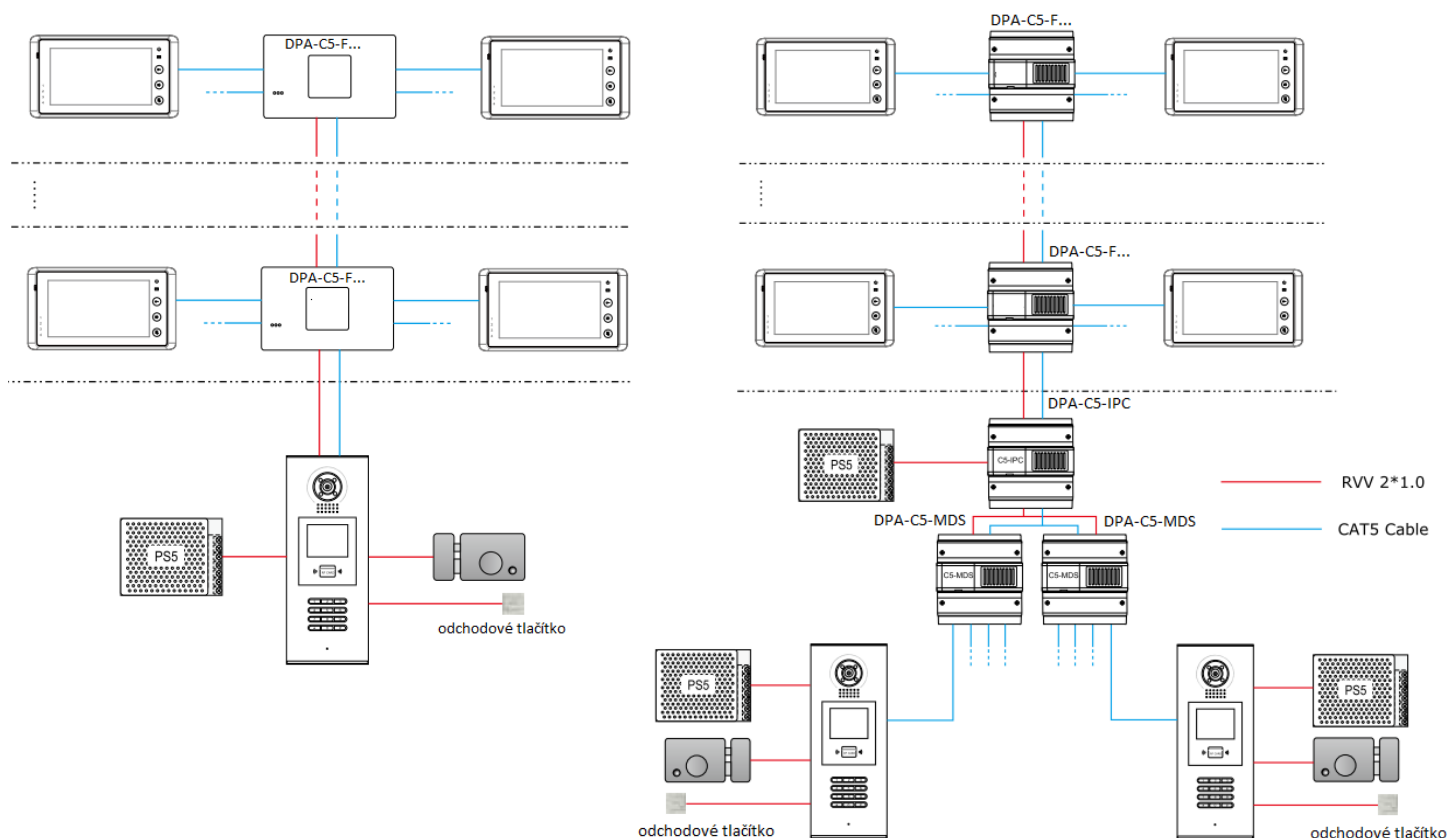 DPA-C5-F...
DPA-C5-F...
PS5
odchodové tlačítko
DPA-C5-F...
DPA-C5-F...
DPA-C5-IPC
PS5
C5-IPC
RVV 2*1.0
CAT5 Cable
DPA-C5-MDS
DPA-C5-MDS
C5-MDS
C5-MDS
PS5
PS5
odchodové tlačítko
odchodové tlačítko